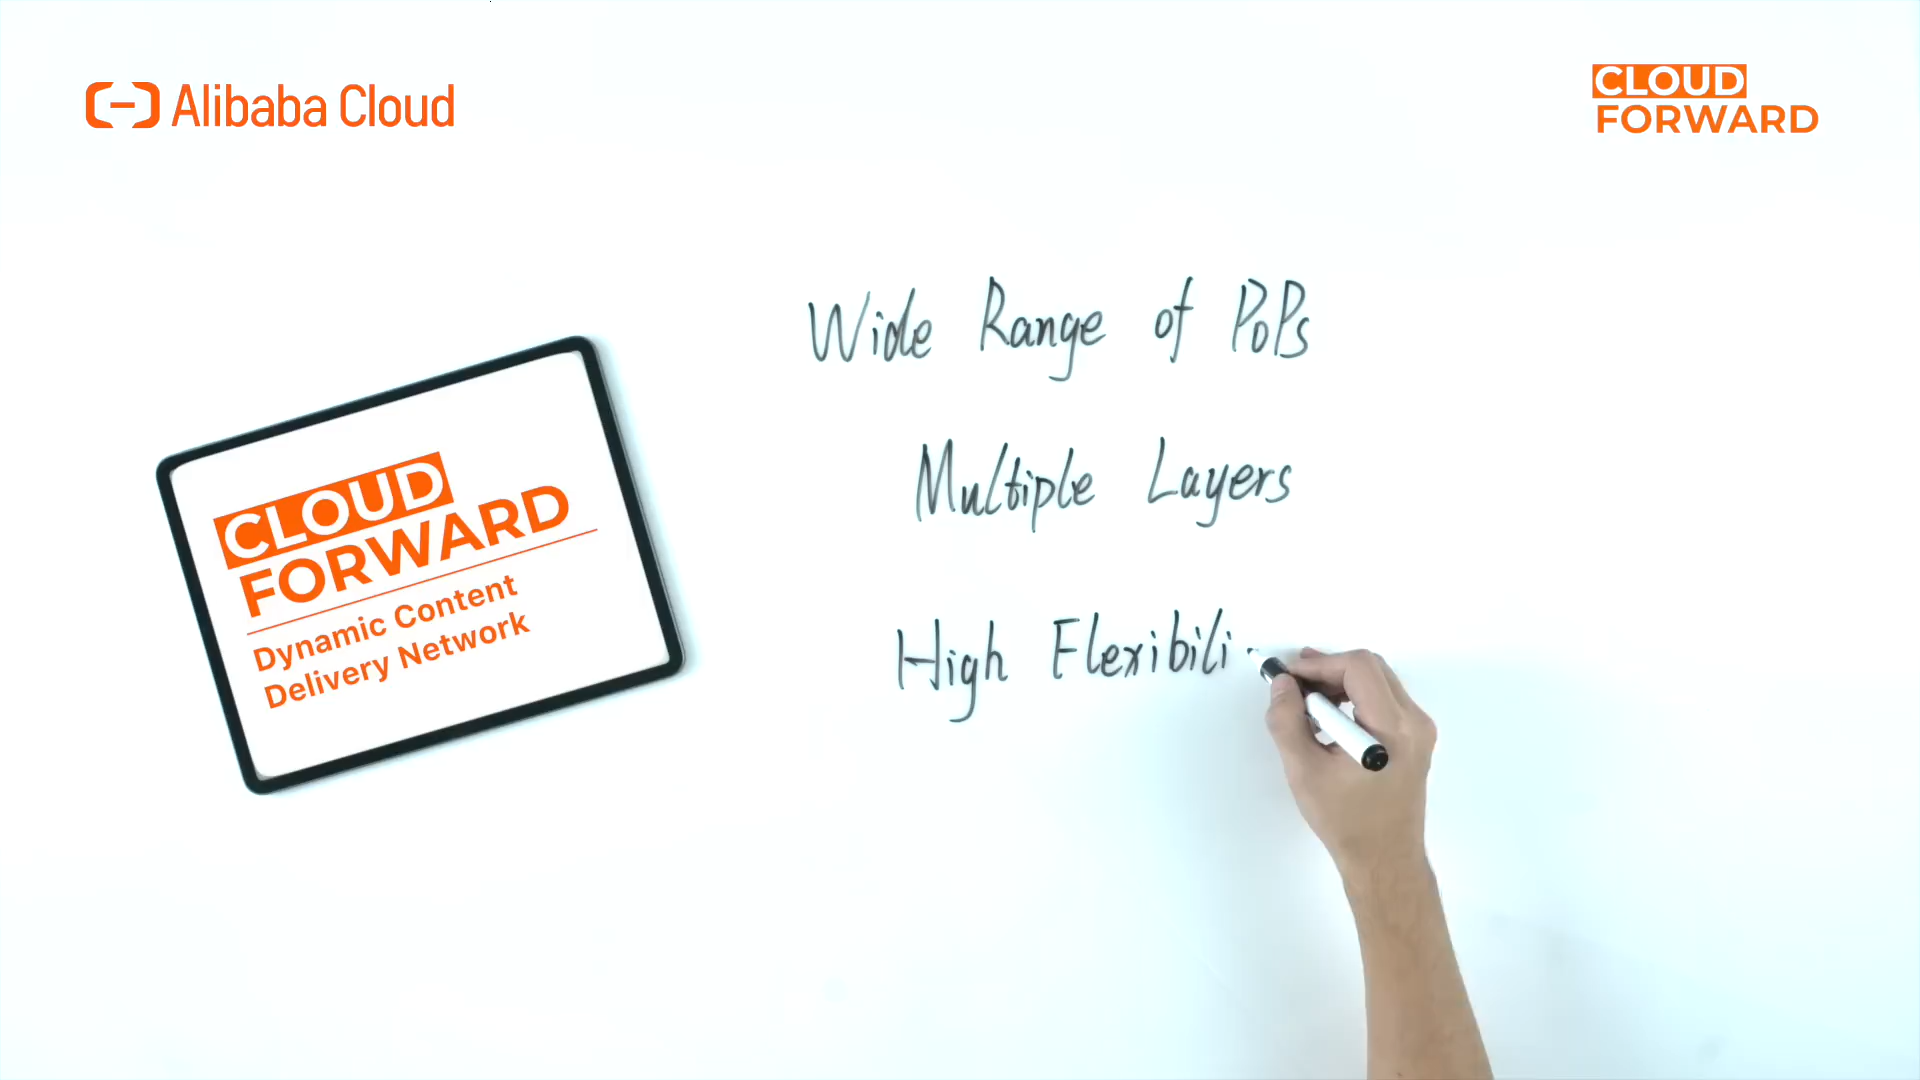 Alibaba Cloud
CLOUD
FORWARD
CLOUD
FORWARD
Dynamic Content
Delivery Network
Wide Range of PoPs
Multiple Layers
High Flexibili